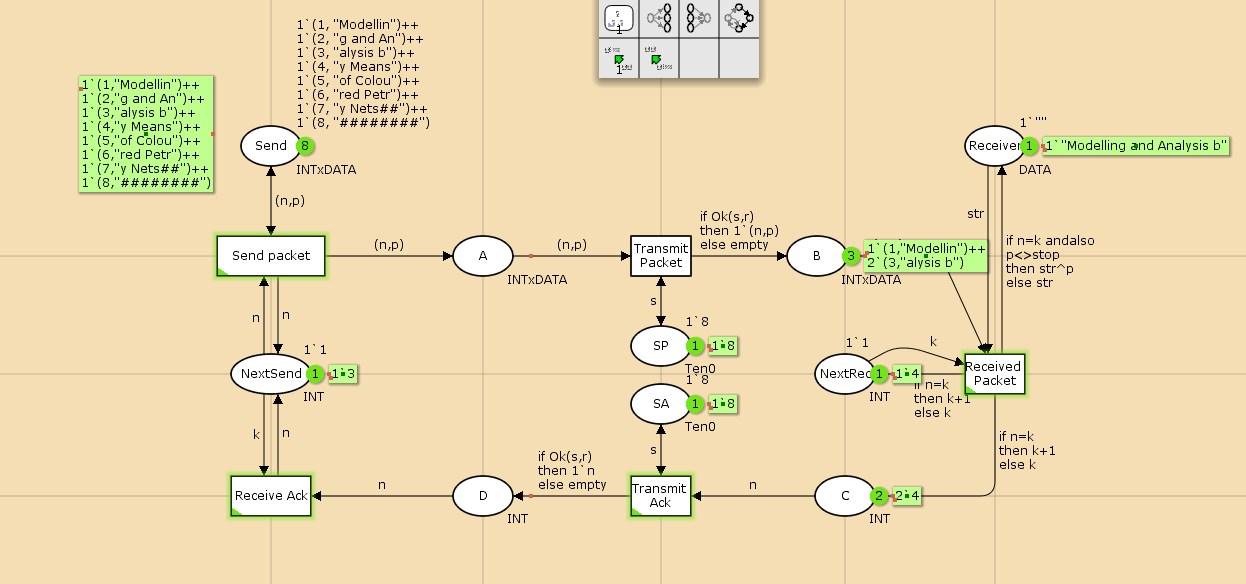 1`(1, "Modellin")++
1`(2, "g and An")++
1`(3, "alysis b")++
1`(4, "y Means")++
1`(5, "of Colou")++
1`(6, "red Petr")++
1`(7, "y Nets##")++
1`(8, "########")
1`(1,"Modellin")++
1`(2,"g and An")++
1`(3,"alysis b")++
1`(4,"y Means")++
1`(5,"of Colou")++
1`(6,"red Petr")++
1`(7,"y Nets##")++
1`(8,"########")
1
1
Send
8
INTxDATA
(n,p)
1`""
Receiver
1
1`"Modelling and Analysis b"
DATA
str
Send packet
(n,p)
A
INTxDATA
(n,p)
Transmit
Packet
if Ok(s,r)
then 1`(n,p)
else empty
B
3
1`(1,"Modellin")++
2`(3,"alysis b")
INTxDATA
if n=k andalso
p<>stop
then str^p
else str
n
n
s
1`8
SP
1
1`8
Ten0
1`1
NextSend
1
1`3
INT
1`8
SA
1
1`8
Ten0
1`1
k
NextRec
1
1`4
INT
if n=k
then k+1
else k
Received
Packet
k
n
s
if n=k
then k+1
else k
Receive Ack
n
D
INT
if Ok(s,r)
then 1`n
else empty
Transmit
Ack
n
C
2
2`4
INT